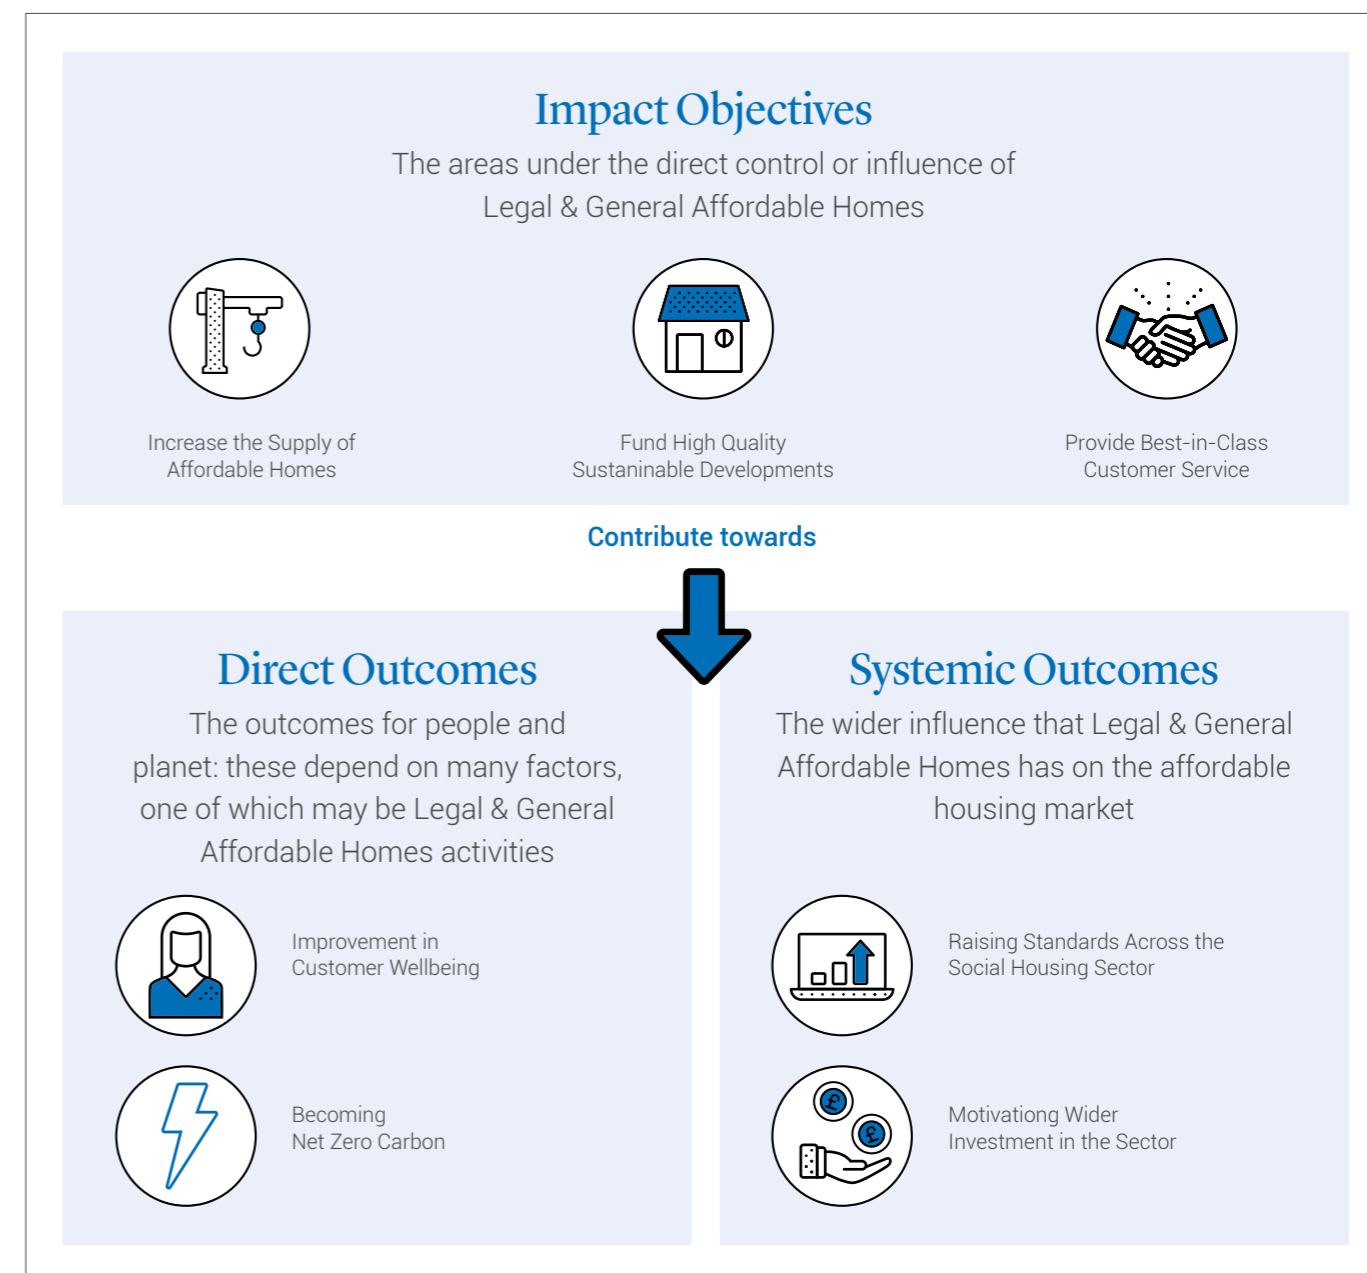 Impact Objectives
The areas under the direct control or influence of
Legal & General Affordable Homes
Increase the Supply of
Affordable Homes
Fund High Quality
Sustaninable Developments
Provide Best-in-Class
Customer Service
Contribute towards
Direct Outcomes
The outcomes for people and
planet: these depend on many factors,
one of which may be Legal & General
Affordable Homes activities
Improvement in
Customer Wellbeing
Becoming
Net Zero Carbon
Systemic Outcomes
The wider influence that Legal & General
Affordable Homes has on the affordable
housing market
Raising Standards Across the
Social Housing Sector
£
£
Motivationg Wider
Investment in the Sector